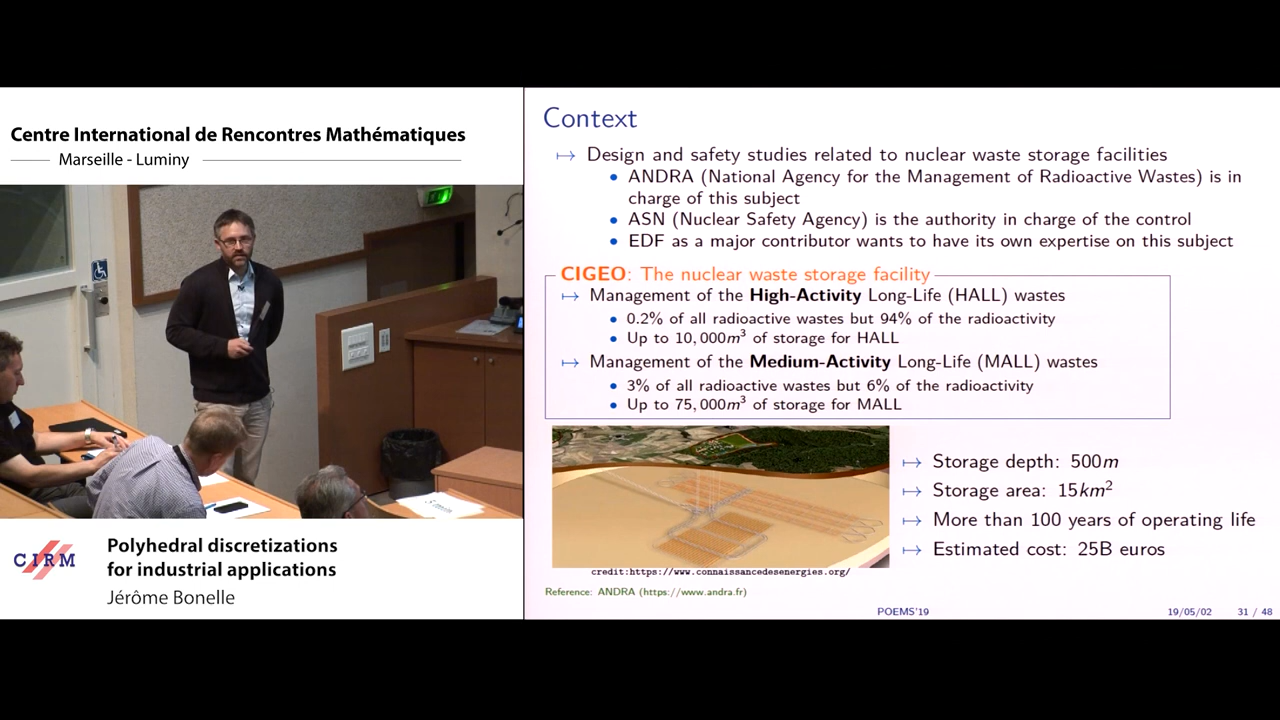 Centre International de Rencontres Mathématiques
Marseille - Luminy
CIRM
Polyhedral discretizations
for industrial applications
Jérôme Bonelle
Context
↦ Design and safety studies related to nuclear waste storage facilities
• ANDRA (National Agency for the Management of Radioactive Wastes) is in
charge of this subject
• ASN (Nuclear Safety Agency) is the authority in charge of the control
• EDF as a major contributor wants to have its own expertise on this subject
CIGEO: The nuclear waste storage facility
↦ Management of the High-Activity Long-Life (HALL) wastes
• 0.2% of all radioactive wastes but 94% of the radioactivity
• Up to 10,000m³ of storage for HALL
↦ Management of the Medium-Activity Long-Life (MALL) wastes
• 3% of all radioactive wastes but 6% of the radioactivity
• Up to 75,000m³ of storage for MALL
credit:https://www.connaissancedesenergies.org/
↦ Storage depth: 500m
↦ Storage area: 15km²
↦ More than 100 years of operating life
↦ Estimated cost: 25B euros
Reference: ANDRA (https://www.andra.fr)
POEMS'19 19/05/02 31 / 48